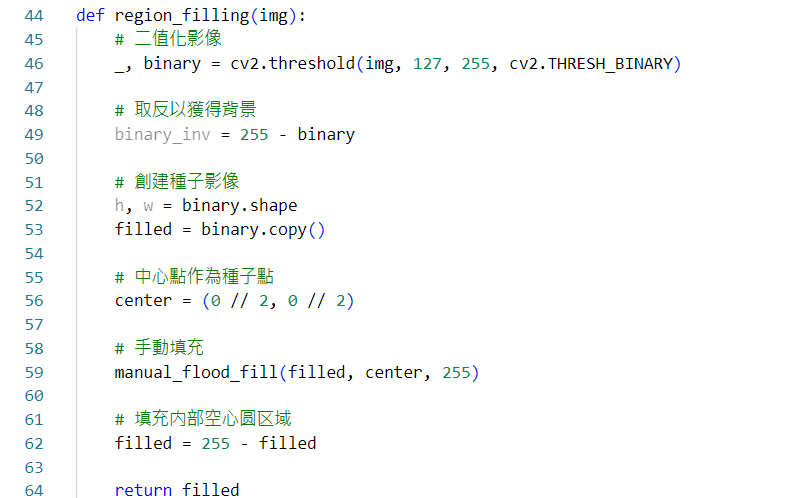 44 def region_filling(img):
45 # 二值化影像
46 _, binary = cv2.threshold(img, 127, 255, cv2.THRESH_BINARY)
47
48 # 取反以獲得背景
49 binary_inv = 255 - binary
50
51 # 創建種子影像
52 h, w = binary.shape
53 filled = binary.copy()
54
55 # 中心點作為種子點
56 center = (0 // 2, 0 // 2)
57
58 # 手動填充
59 manual_flood_fill(filled, center, 255)
60
61 # 填充内部空心圆区域
62 filled = 255 - filled
63
64 return filled